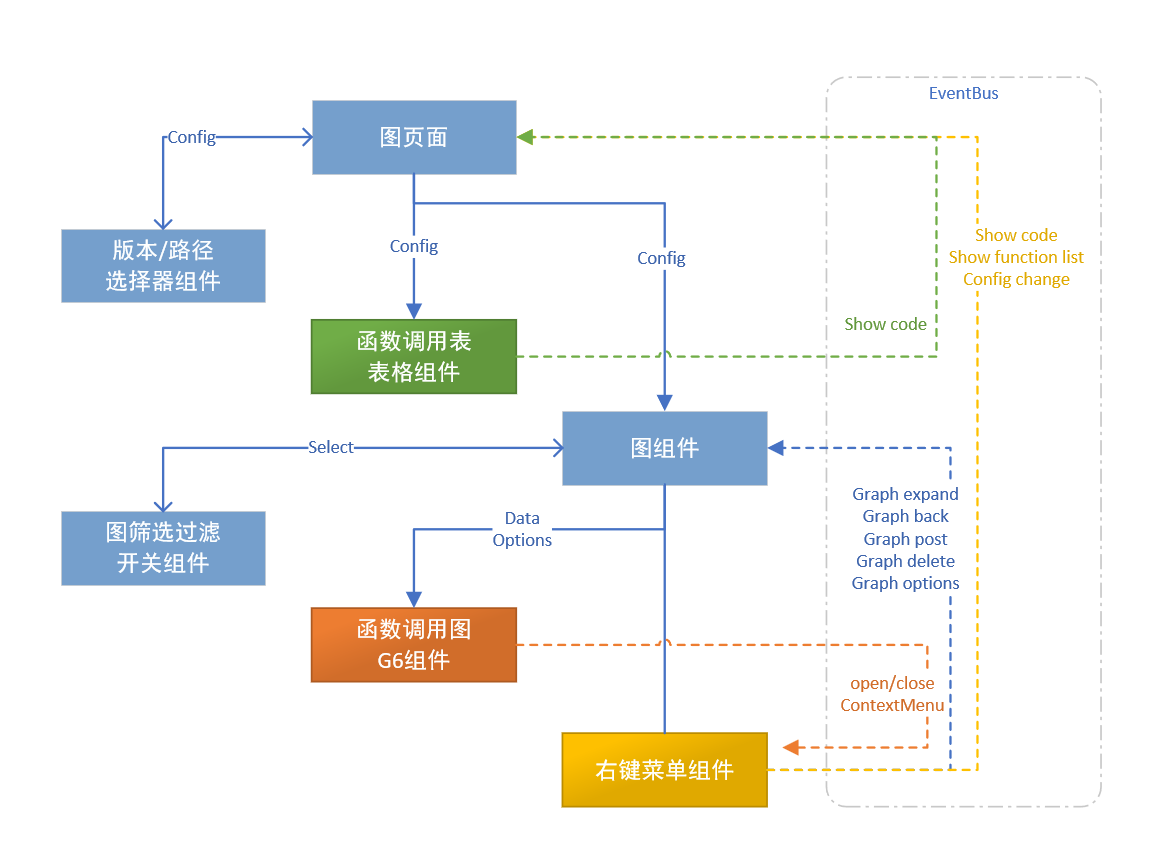 EventBus
Config
图页面
版本/路径
选择器组件
Config
Config
Show code
Show function list
Config change
Show code
函数调用表
表格组件
Select
图组件
Graph expand
Graph back
Graph post
Graph delete
Graph options
图筛选过滤
开关组件
Data
Options
函数调用图
G6组件
open/close
ContextMenu
右键菜单组件